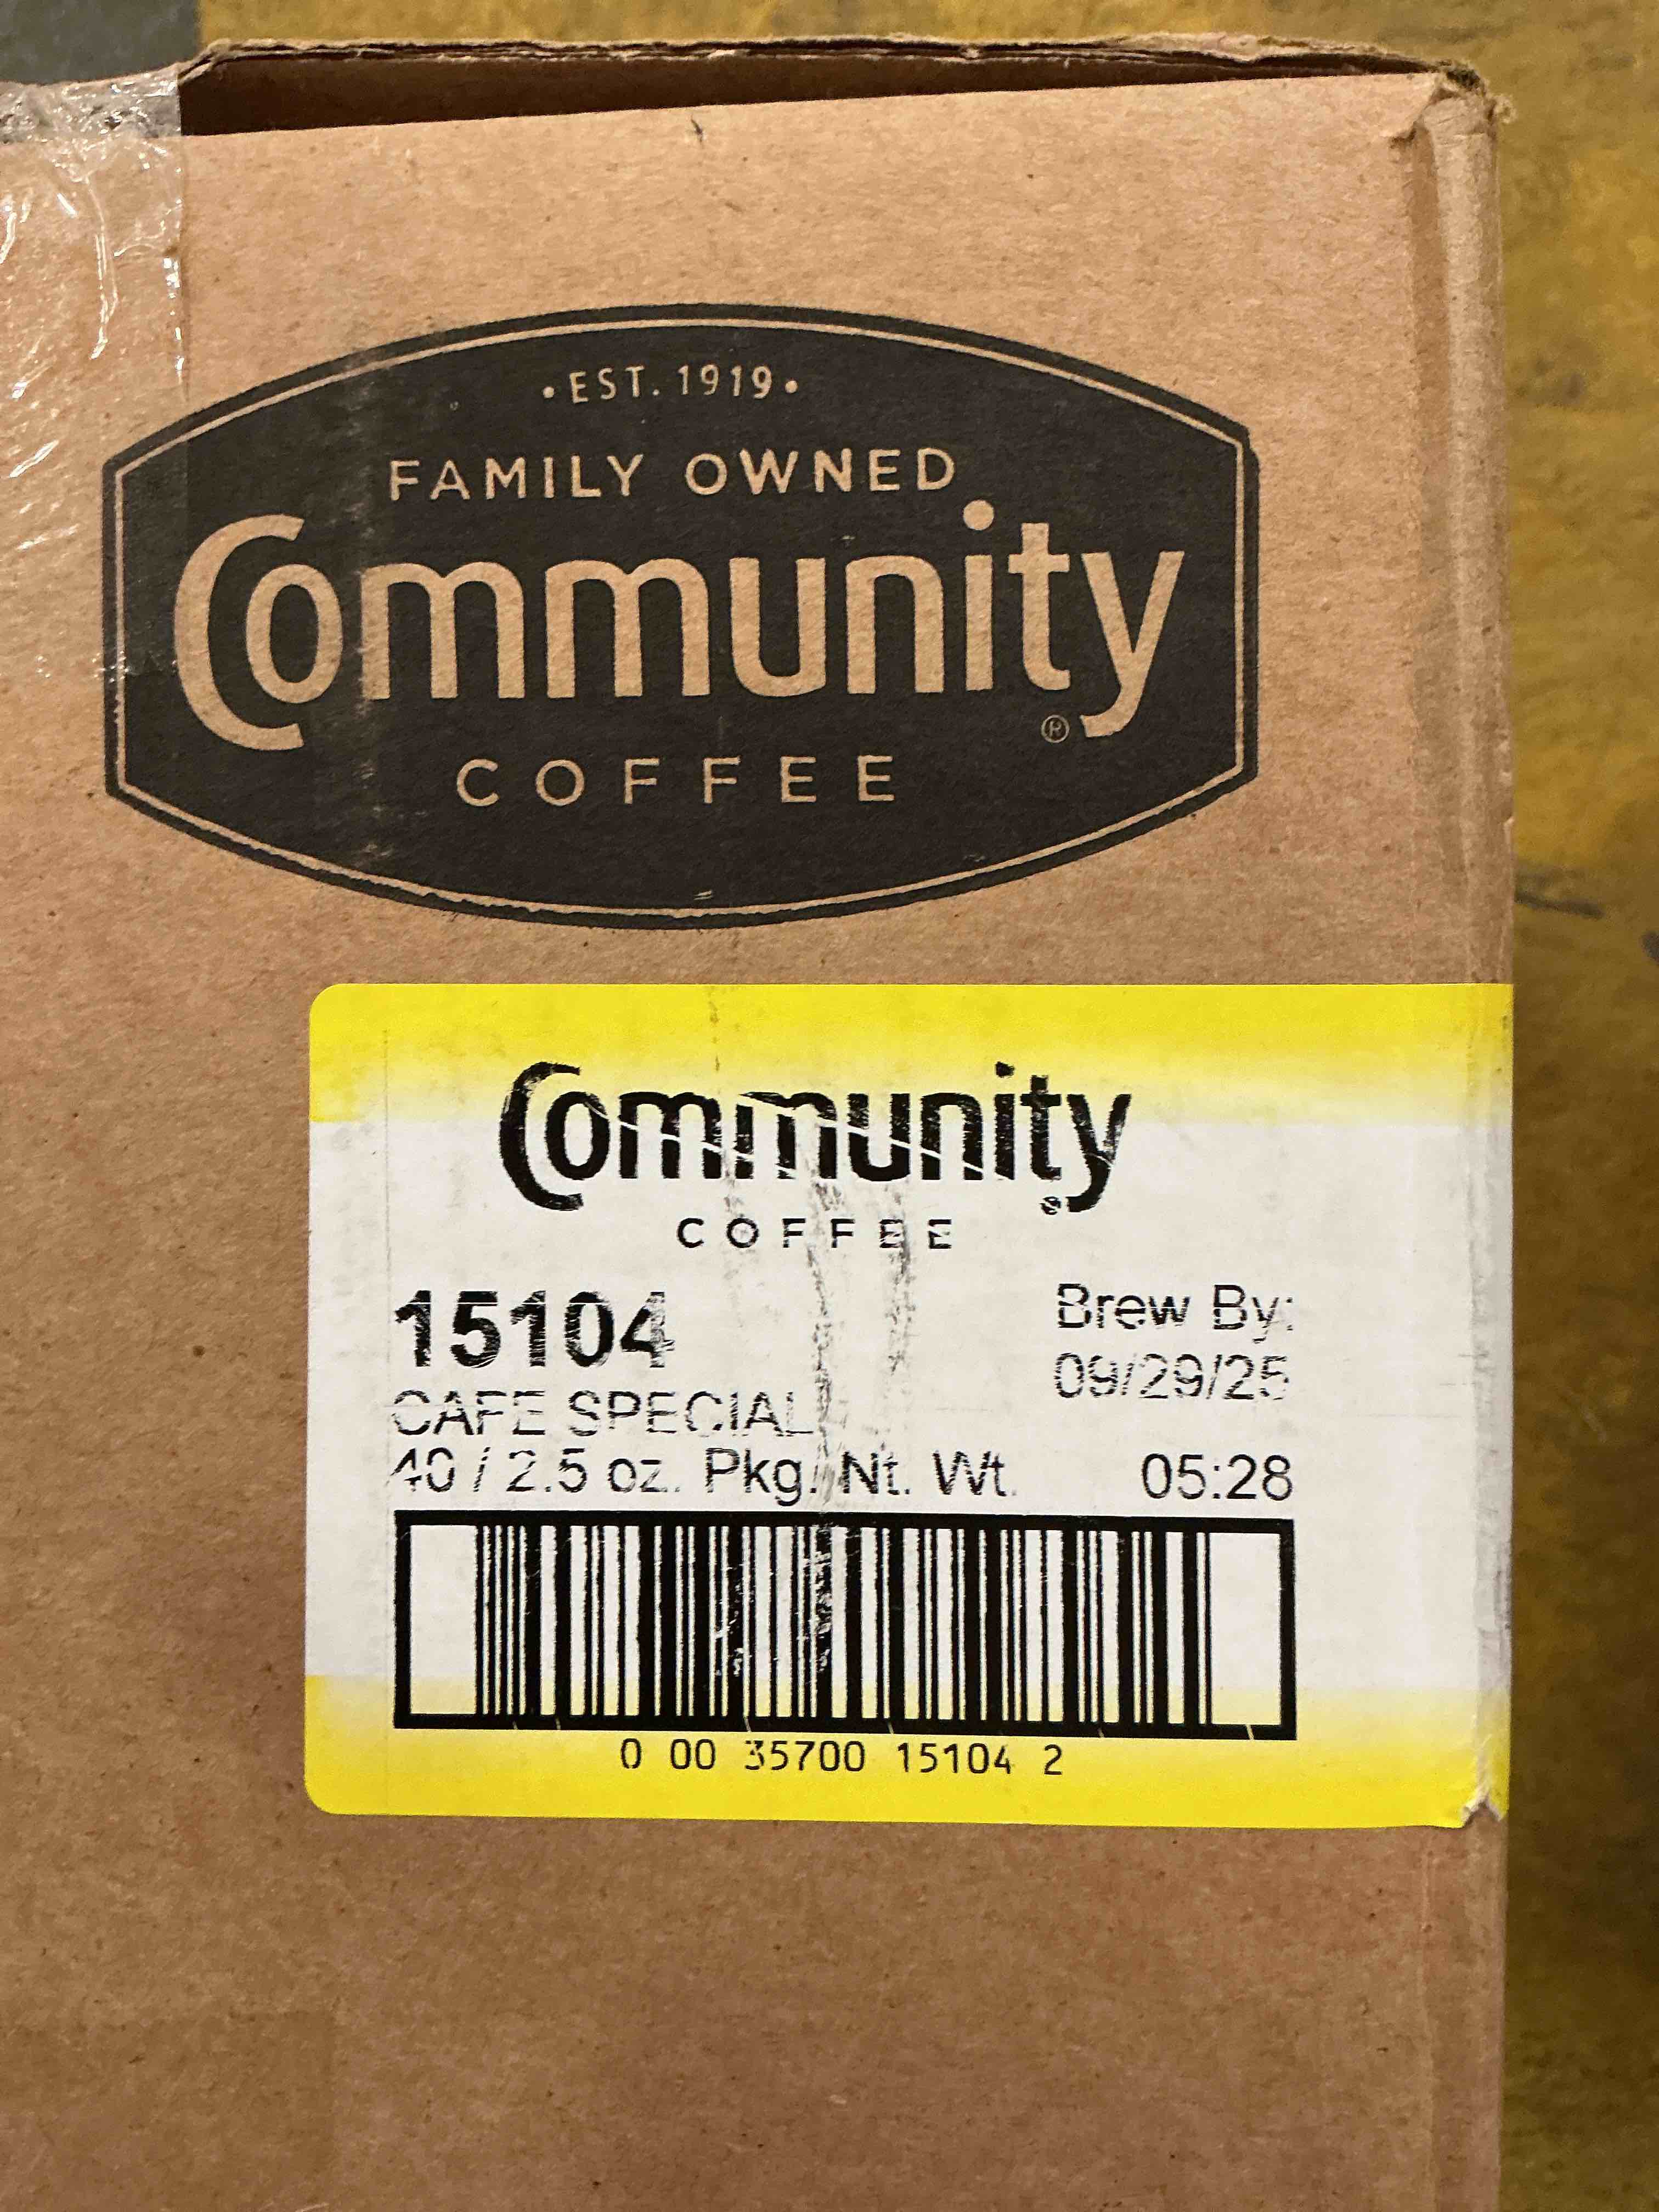 • EST. 1919 •
FAMILY OWNED
Community®
COFFEE
Community®
COFFEE
15104
Brew By:
09/29/25
CAFE SPECIAL
40 / 2.5 oz. Pkg. Nt. Wt.
05:28
0 00 35700 15104 2